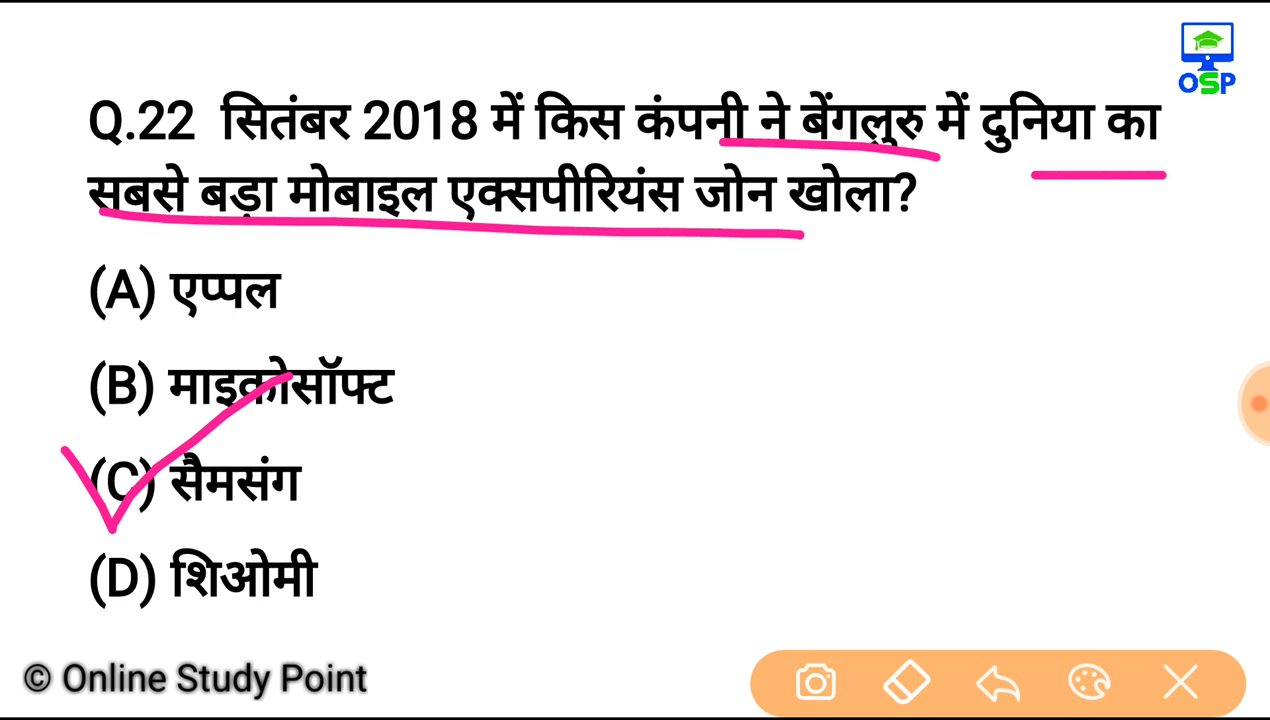 OSP
Q.22 सितंबर 2018 में किस कंपनी ने बेंगलुरु में दुनिया का
सबसे बड़ा मोबाइल एक्सपीरियंस जोन खोला?
(A) एप्पल
(B) माइकोसॉफ्ट
(C) सैमसंग
(D) शिओमी
© Online Study Point